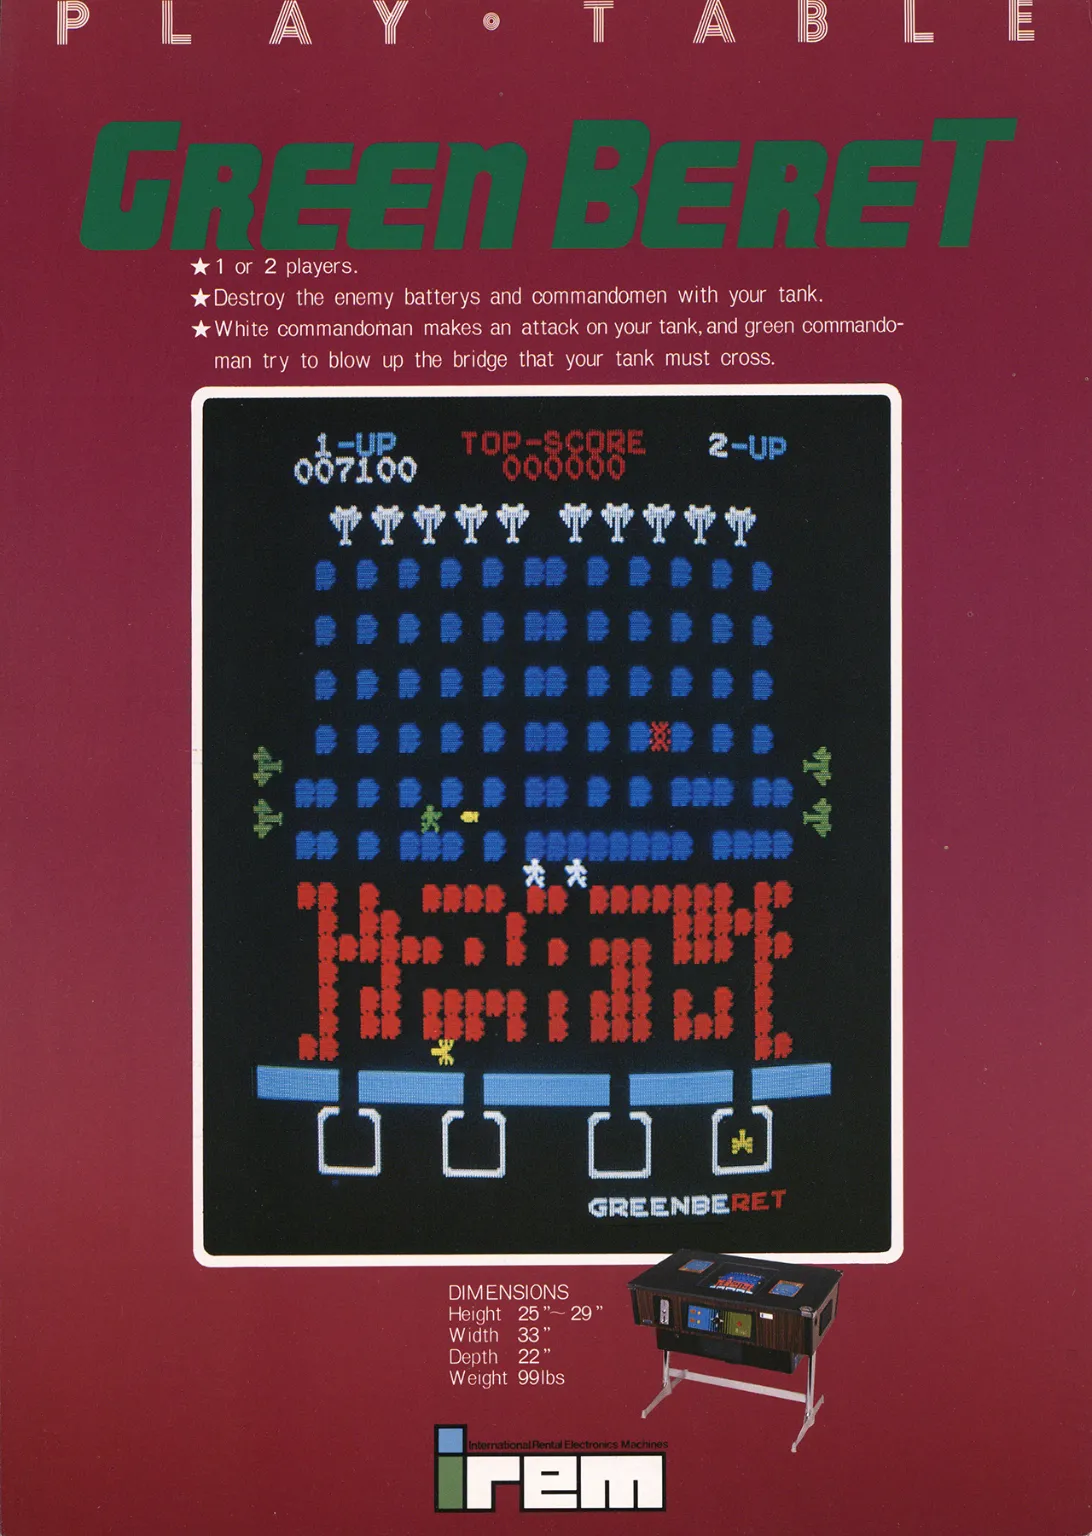 PLAY・TABLE
GREEN BERET
★1 or 2 players.
★Destroy the enemy batterys and commandomen with your tank.
★White commandoman makes an attack on your tank, and green commando-
man try to blow up the bridge that your tank must cross.
1-UP TOP-SCORE 2-UP
007100 000000
GREENBERET
DIMENSIONS
Height 25"~29"
Width 33"
Depth 22"
Weight 99lbs
International Rental Electronics Machines
irem